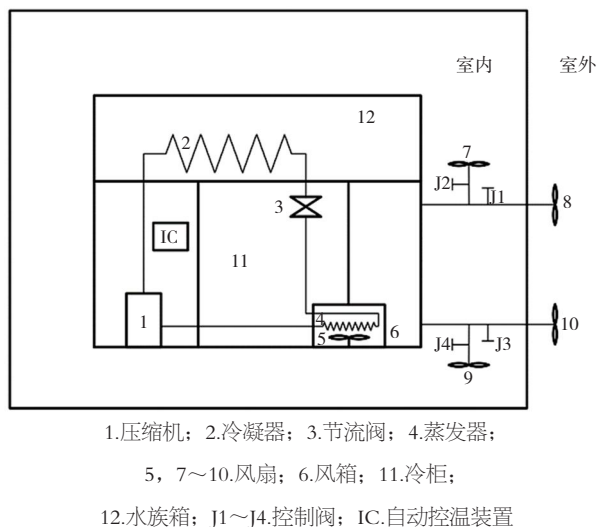 室内 室外
12
7
2
J2 J1 8
3
IC
11
1 4 5 6 J4 J3 10
9
1.压缩机；2.冷凝器；3.节流阀；4.蒸发器；
5，7～10.风扇；6.风箱；11.冷柜；
12.水族箱；J1～J4.控制阀；IC.自动控温装置